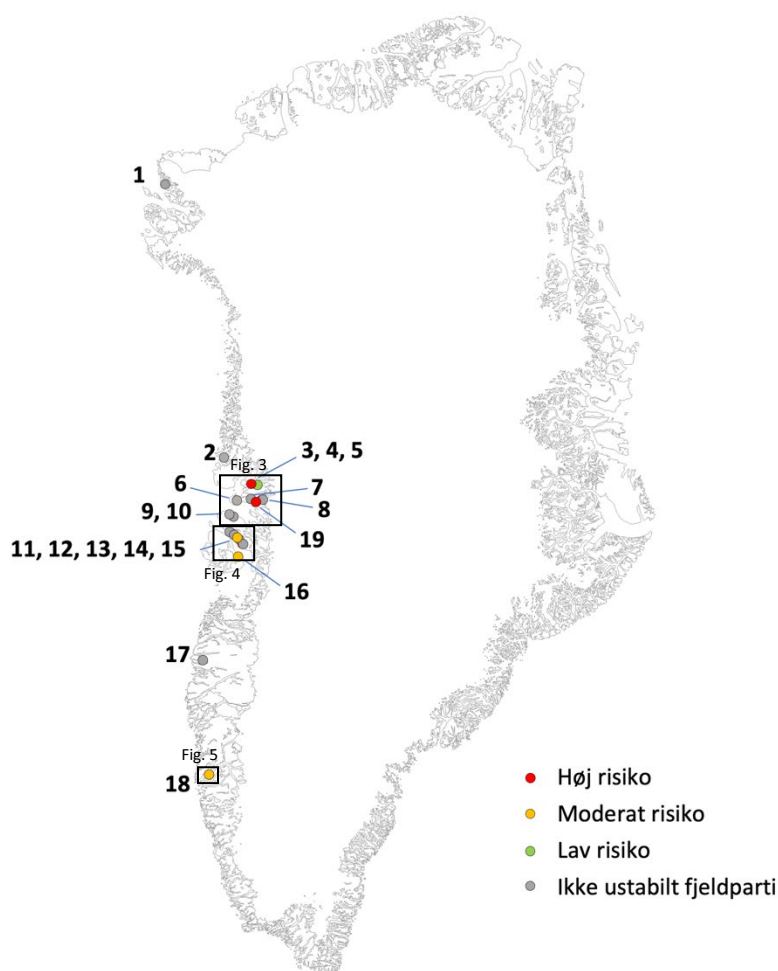 1
2
3, 4, 5
Fig. 3
6
7
8
9, 10
19
11, 12, 13, 14, 15
Fig. 4
16
17
Fig. 5
18
Høj risiko
Moderat risiko
Lav risiko
Ikke ustabilt fjeldparti